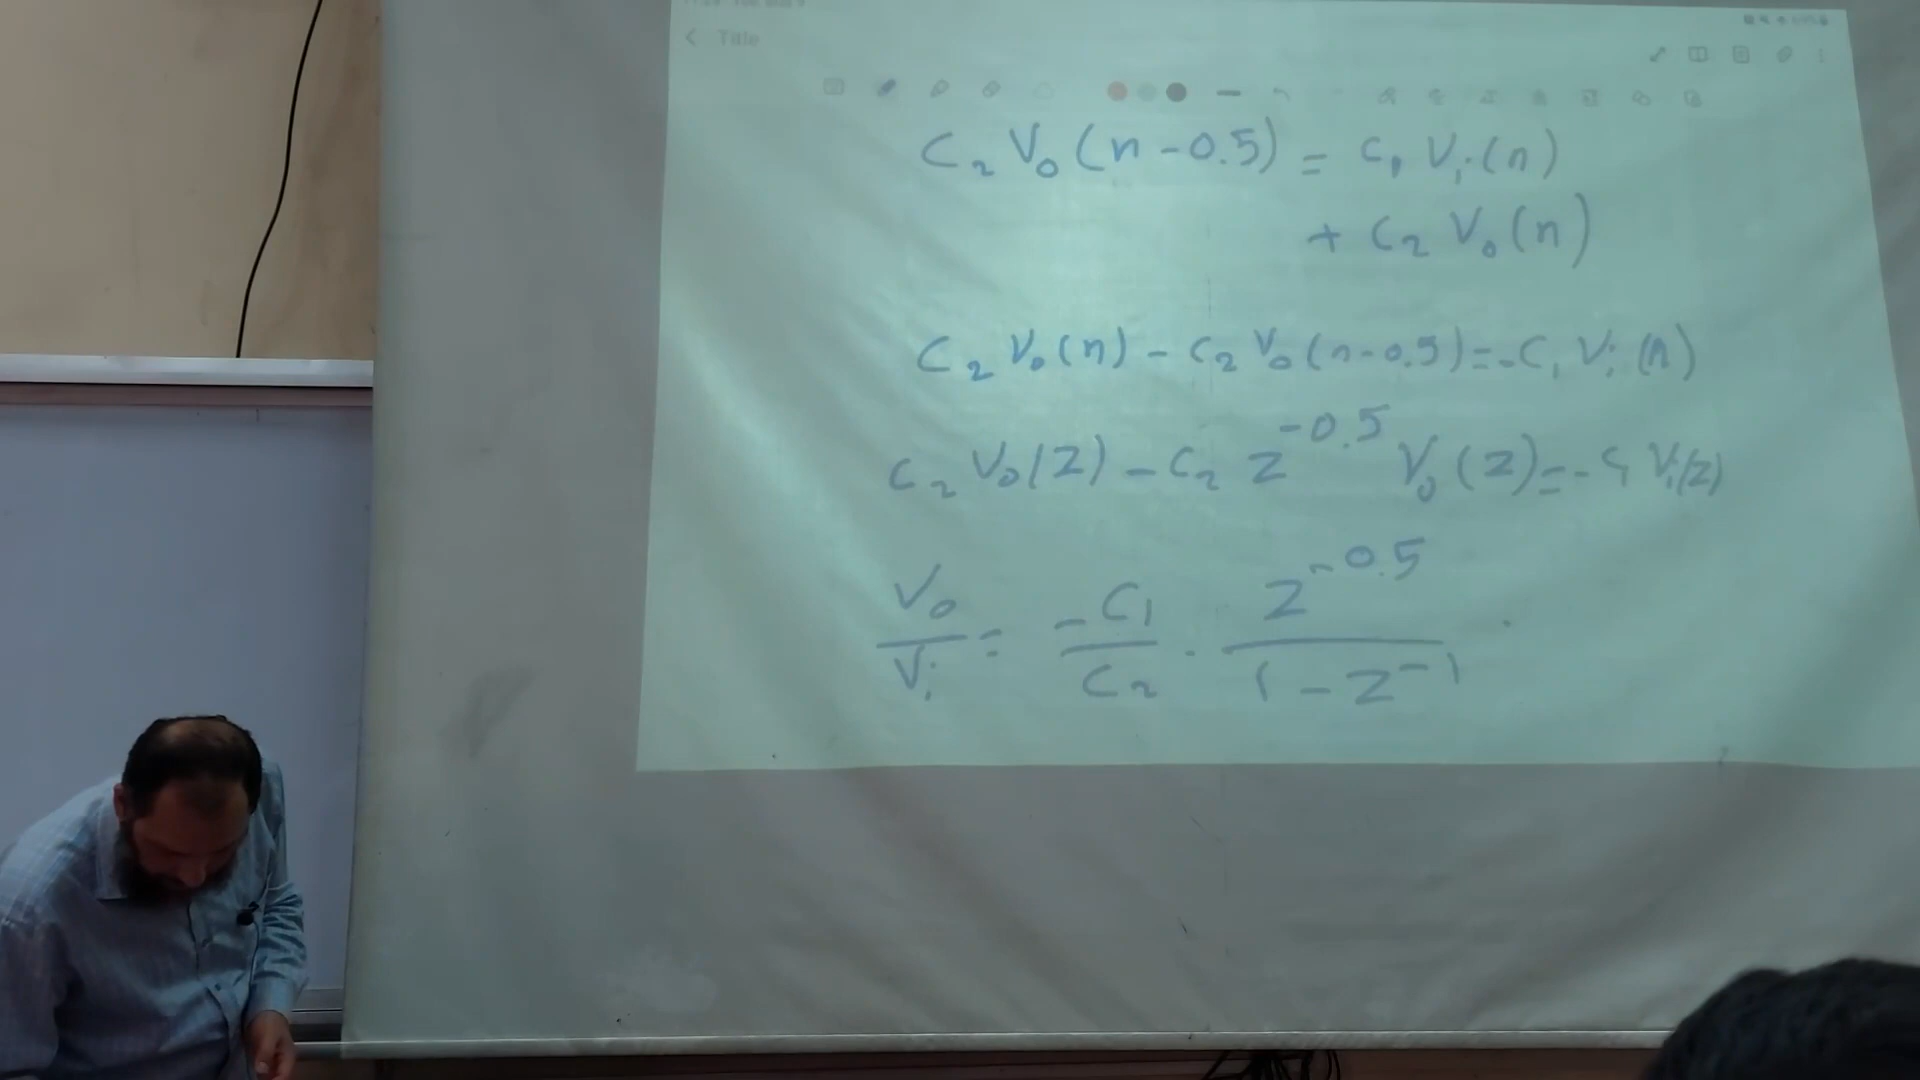 Title
C₂ V₀ (n - 0.5) = C₁ Vᵢ (n)
+ C₂ V₀ (n)
C₂ V₀ (n) - C₂ V₀ (n - 0.5) = - C₁ Vᵢ (n)
C₂ V₀ (Z) - C₂ Z^-0.5 V₀ (Z) = - C₁ Vᵢ (Z)
V₀/Vᵢ = -C₁/C₂ · Z^-0.5/(1 - Z^-1)